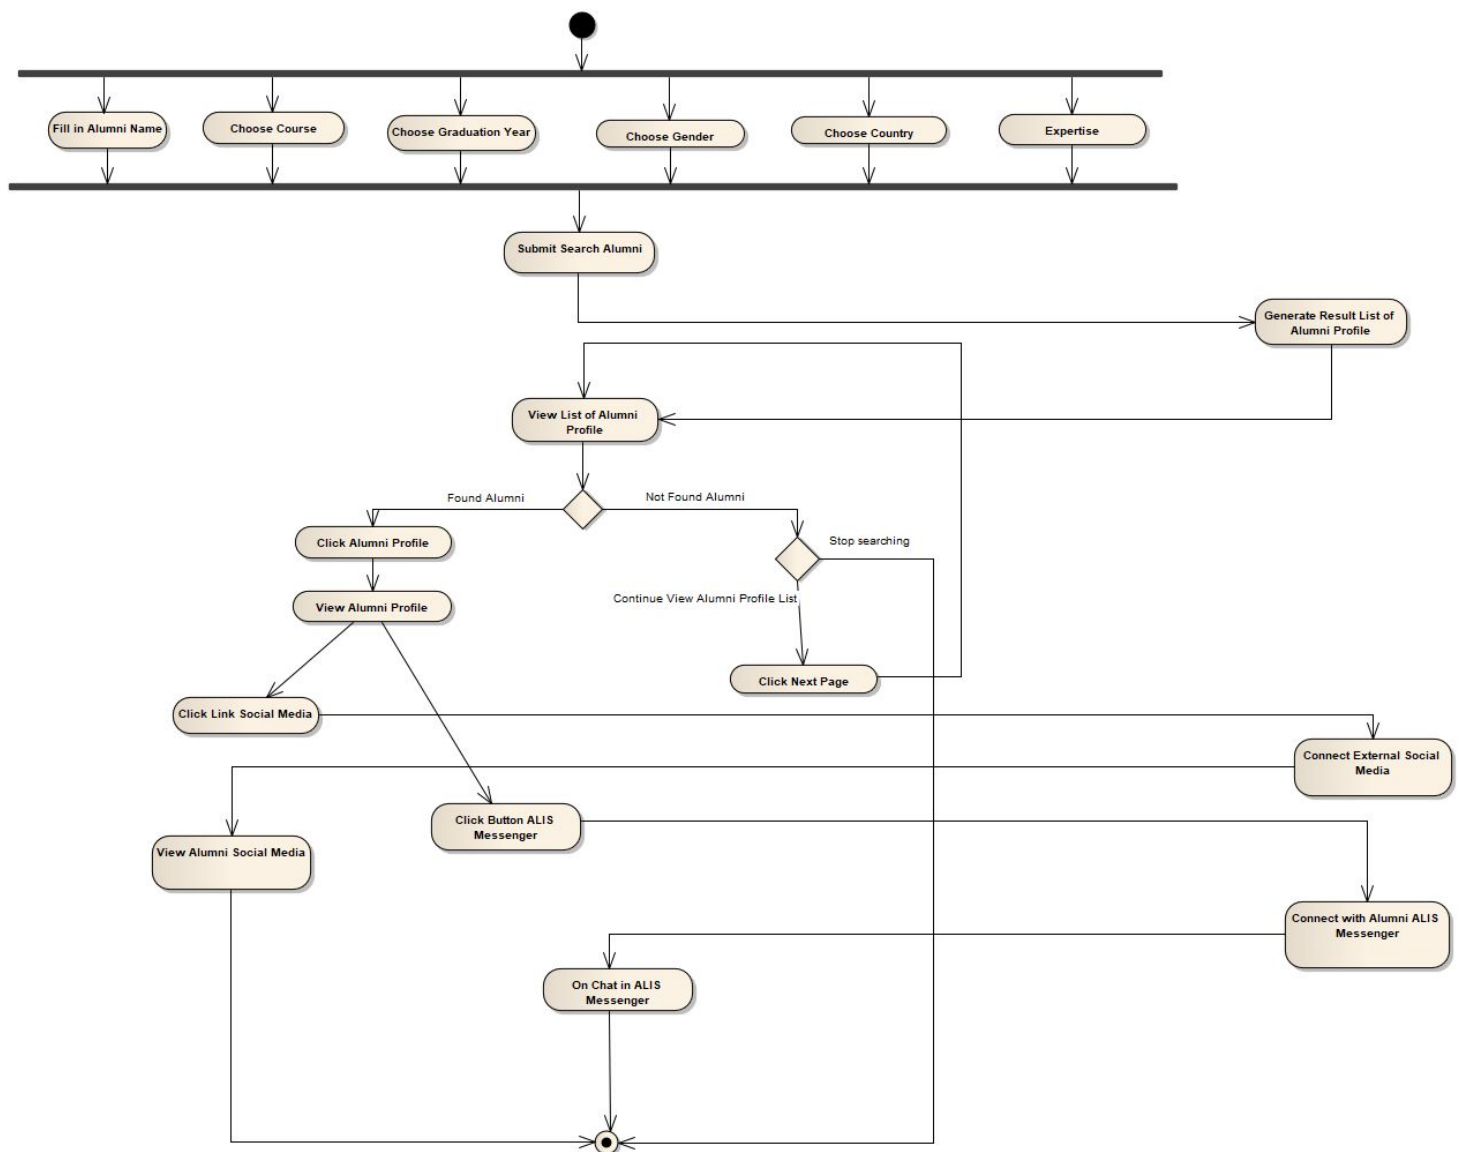 Fill in Alumni Name
Choose Course
Choose Graduation Year
Choose Gender
Choose Country
Expertise
Submit Search Alumni
Generate Result List of
Alumni Profile
View List of Alumni
Profile
Found Alumni
Not Found Alumni
Click Alumni Profile
Stop searching
Continue View Alumni Profile List
View Alumni Profile
Click Next Page
Click Link Social Media
Connect External Social
Media
Click Button ALIS
Messenger
View Alumni Social Media
Connect with Alumni ALIS
Messenger
On Chat in ALIS
Messenger